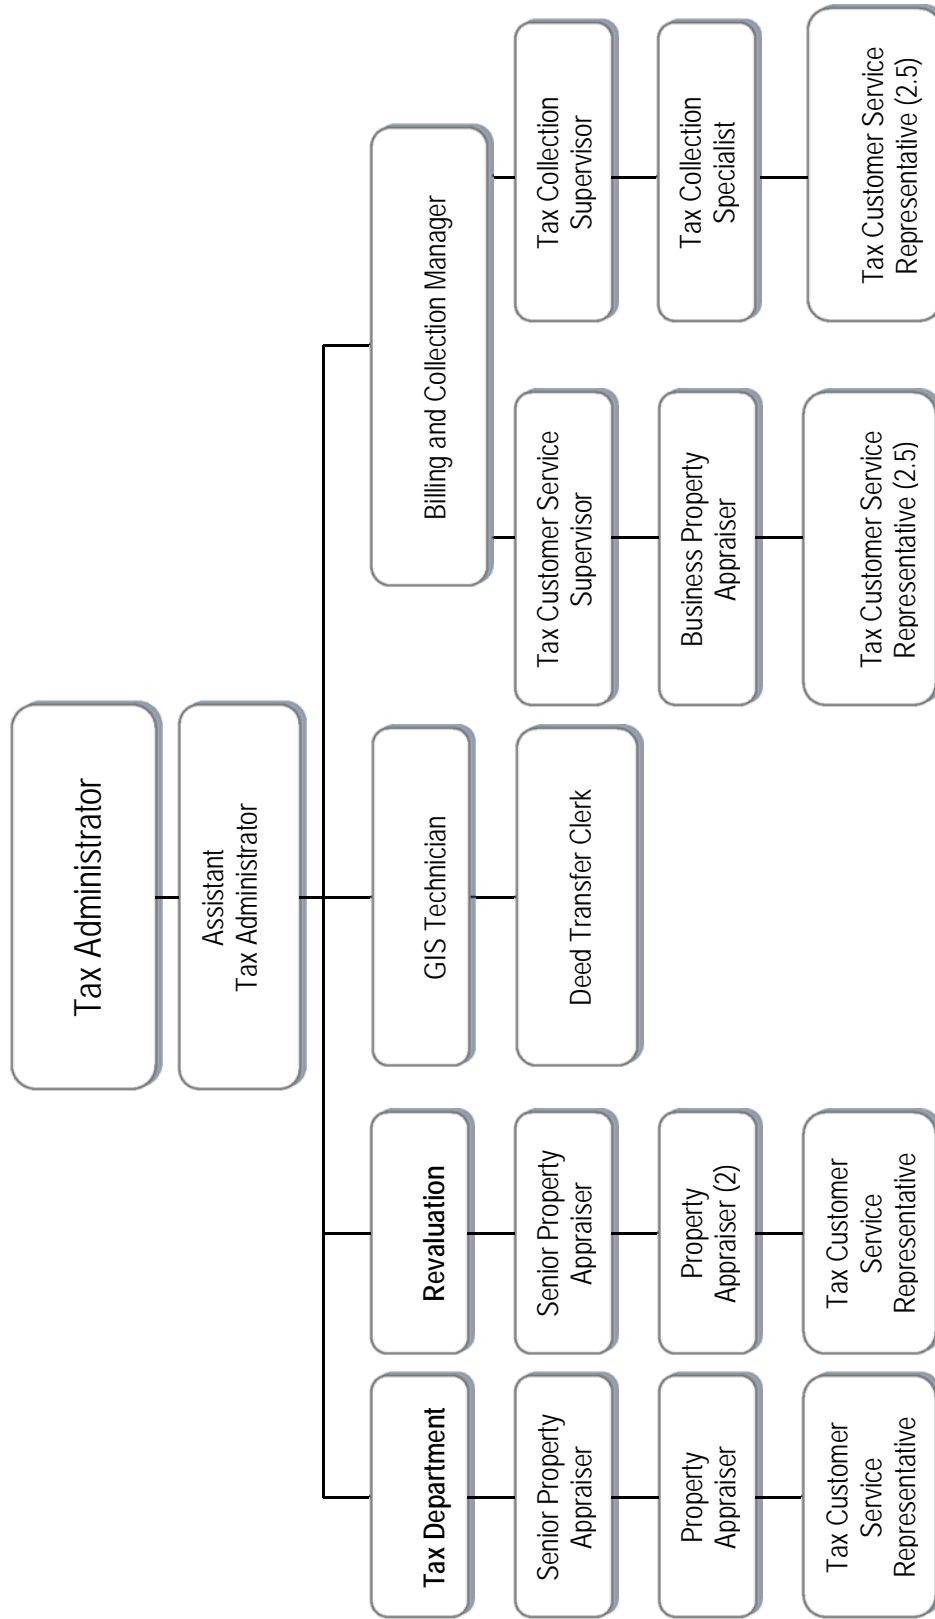 Tax Administrator
Assistant
Tax Administrator
Tax Department
Revaluation
GIS Technician
Billing and Collection Manager
Senior Property
Appraiser
Senior Property
Appraiser
Deed Transfer Clerk
Tax Customer Service
Supervisor
Tax Collection
Supervisor
Property
Appraiser
Property
Appraiser (2)
Business Property
Appraiser
Tax Collection
Specialist
Tax Customer
Service
Representative
Tax Customer
Service
Representative
Tax Customer Service
Representative (2.5)
Tax Customer Service
Representative (2.5)